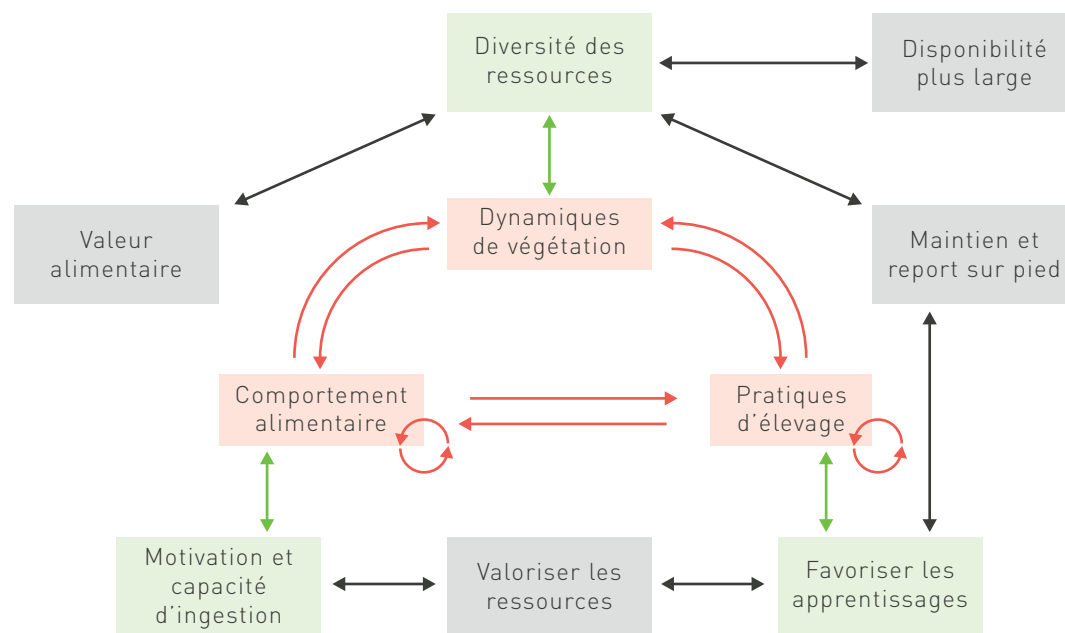 Diversité des
ressources
Disponibilité
plus large
Valeur
alimentaire
Dynamiques
de végétation
Maintien et
report sur pied
Comportement
alimentaire
Pratiques
d'élevage
Motivation et
capacité
d'ingestion
Valoriser les
ressources
Favoriser les
apprentissages